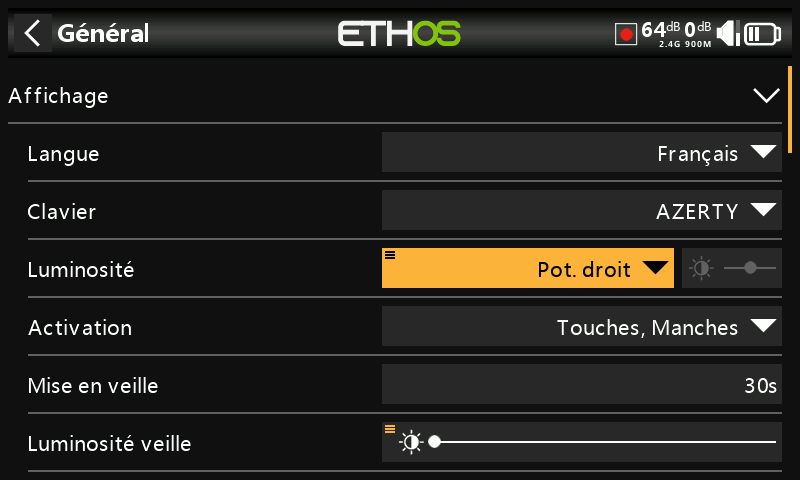 Général
ETHOS
64dB 0dB
2.4G 900M
Affichage
Langue
Français
Clavier
AZERTY
Luminosité
Pot. droit
Activation
Touches, Manches
Mise en veille
30s
Luminosité veille